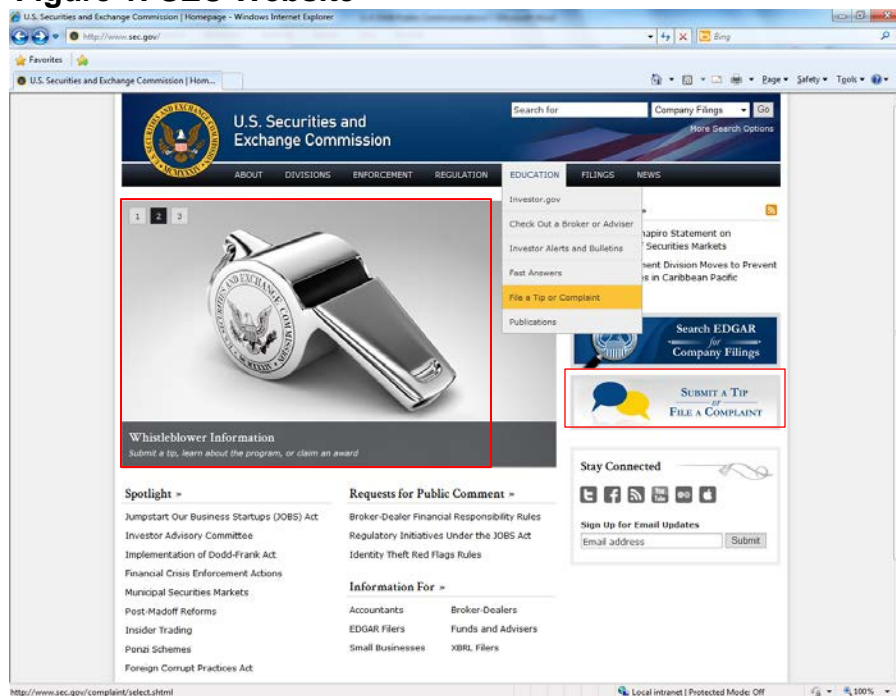 Figure 1: SEC Website
U.S. Securities and Exchange Commission | Homepage - Windows Internet Explorer
http://www.sec.gov/
Bing
Favorites
U.S. Securities and Exchange Commission | Hom...
Page Safety Tools
U.S. Securities and
Exchange Commission
Search for
Company Filings
Go
More Search Options
ABOUT DIVISIONS ENFORCEMENT REGULATION EDUCATION FILINGS NEWS
Investor.gov
Check Out a Broker or Adviser
Investor Alerts and Bulletins
Fast Answers
File a Tip or Complaint
Publications
1 2 3
SECURITIES AND EXCHANGE COMMISSION
MCMXXXIV
Whistleblower Information
Submit a tip, learn about the program, or claim an award
hapiro Statement on
Securities Markets
ment Division Moves to Prevent
s in Caribbean Pacific
Search EDGAR
for
Company Filings
SUBMIT A TIP
or
FILE A COMPLAINT
Stay Connected
Sign Up for Email Updates
Email address
Submit
Spotlight »
Jumpstart Our Business Startups (JOBS) Act
Investor Advisory Committee
Implementation of Dodd-Frank Act
Financial Crisis Enforcement Actions
Municipal Securities Markets
Post-Madoff Reforms
Insider Trading
Ponzi Schemes
Foreign Corrupt Practices Act
Requests for Public Comment »
Broker-Dealer Financial Responsibility Rules
Regulatory Initiatives Under the JOBS Act
Identity Theft Red Flags Rules
Information For »
Accountants Broker-Dealers
EDGAR Filers Funds and Advisers
Small Businesses XBRL Filers
http://www.sec.gov/complaint/select.shtml
Local intranet | Protected Mode: Off
100%